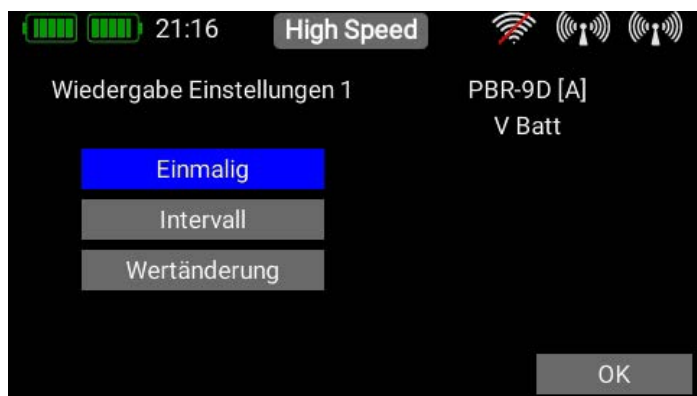 21:16 High Speed
Wiedergabe Einstellungen 1 PBR-9D [A]
V Batt
Einmalig
Intervall
Wertänderung
OK